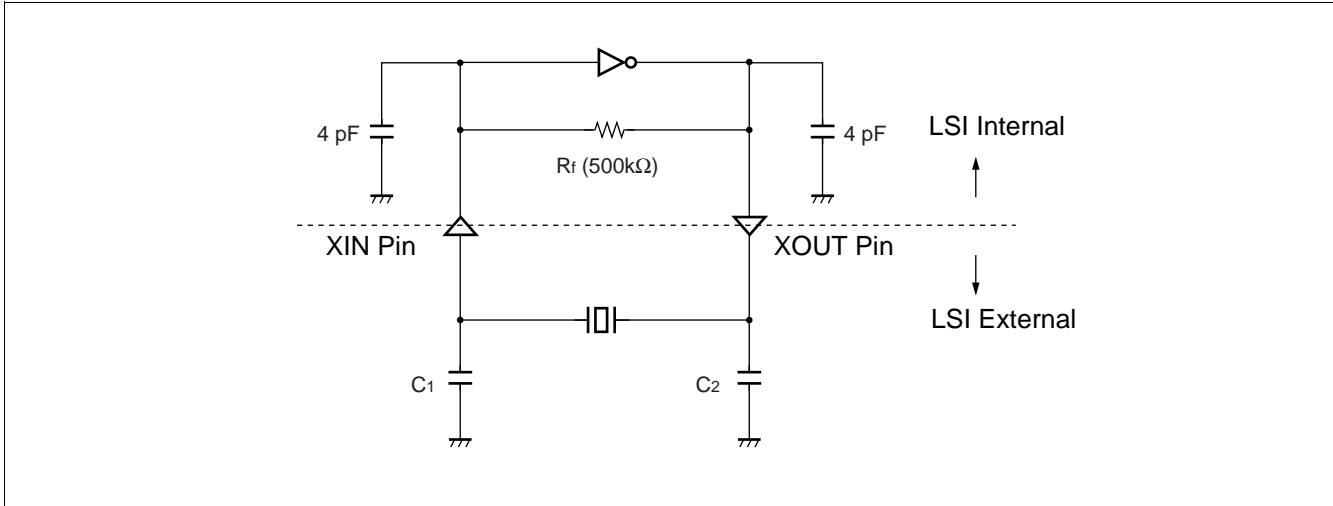 4 pF
Rf (500kΩ)
4 pF
LSI Internal
XIN Pin
XOUT Pin
LSI External
C1
C2